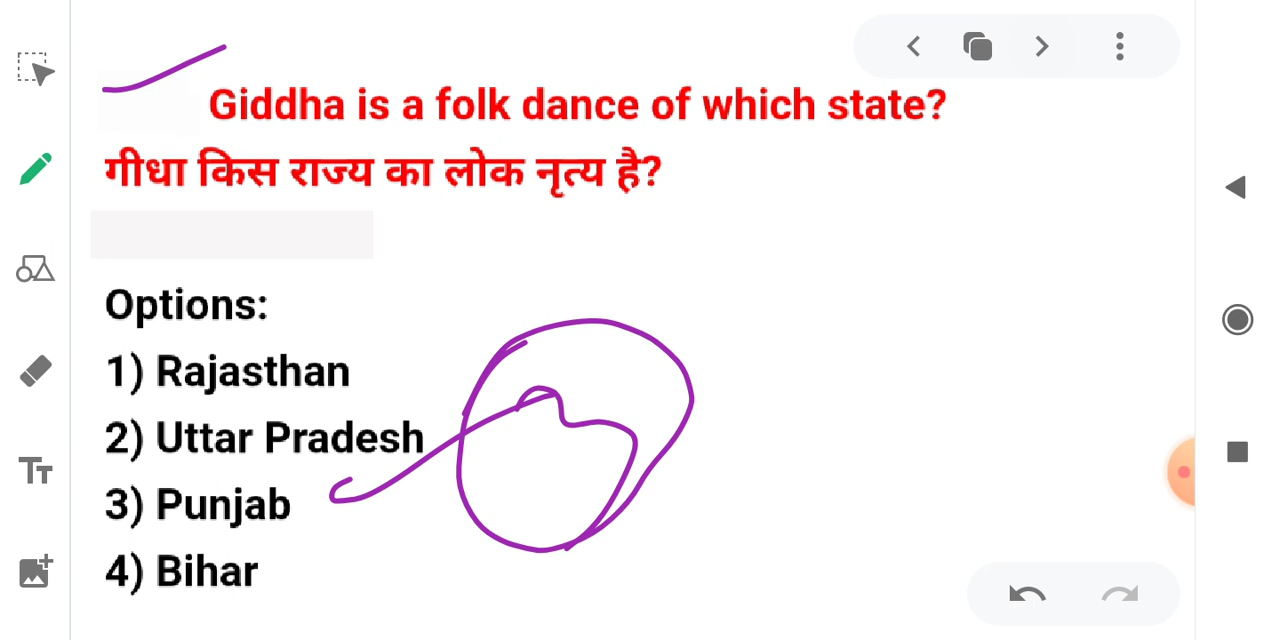 Giddha is a folk dance of which state?
गीधा किस राज्य का लोक नृत्य है?
Options:
1) Rajasthan
2) Uttar Pradesh
3) Punjab
4) Bihar